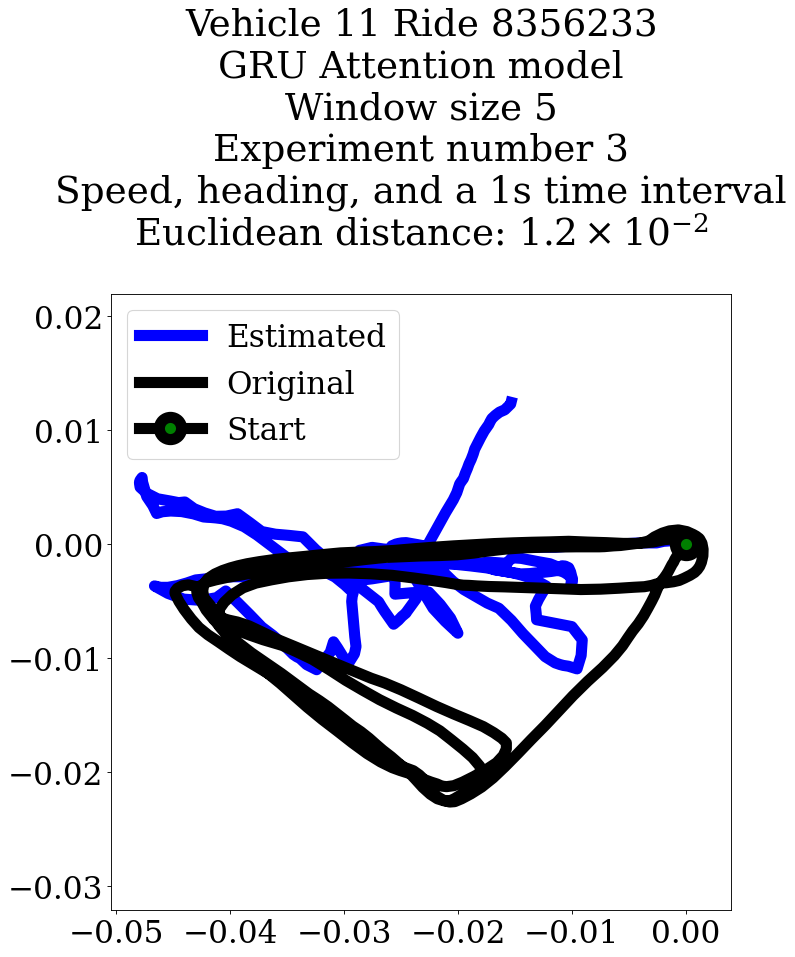 Vehicle 11 Ride 8356233
GRU Attention model
Window size 5
Experiment number 3
Speed, heading, and a 1s time interval
Euclidean distance: 1.2 × 10⁻²
Estimated
Original
Start
0.02
0.01
0.00
−0.01
−0.02
−0.03
−0.05 −0.04 −0.03 −0.02 −0.01 0.00